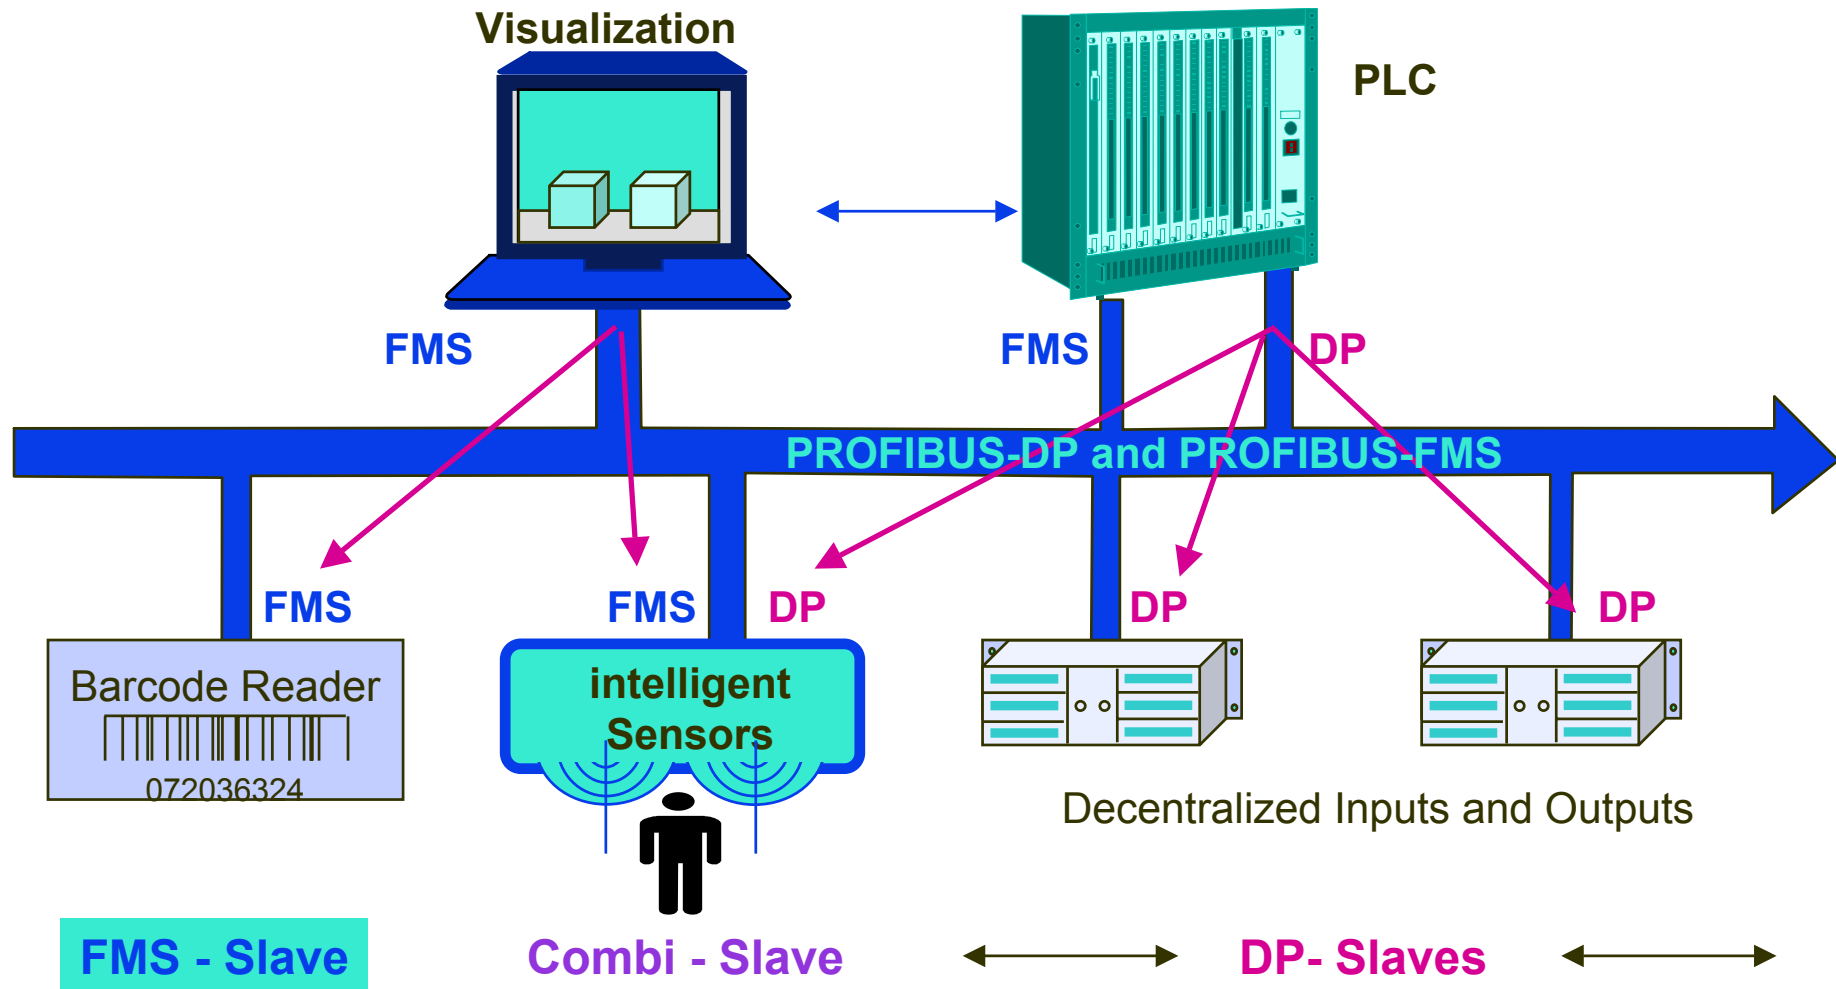 Visualization
PLC
FMS
FMS
DP
PROFIBUS-DP and PROFIBUS-FMS
FMS
FMS
DP
DP
DP
Barcode Reader
072036324
intelligent
Sensors
Decentralized Inputs and Outputs
FMS - Slave
Combi - Slave
DP- Slaves